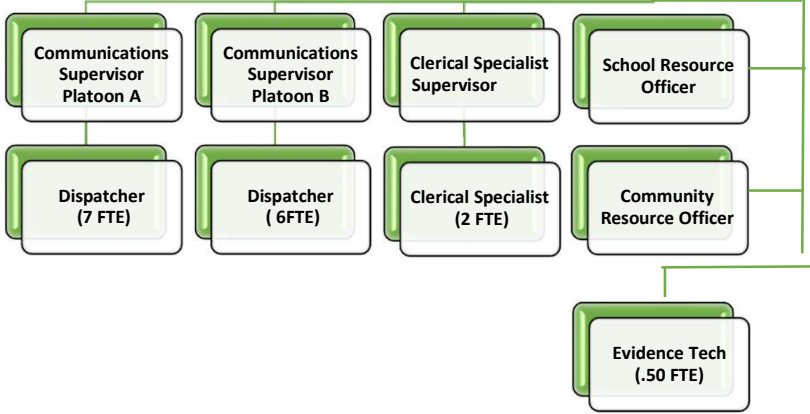 Communications
Supervisor
Platoon A
Communications
Supervisor
Platoon B
Clerical Specialist
Supervisor
School Resource
Officer
Dispatcher
(7 FTE)
Dispatcher
( 6FTE)
Clerical Specialist
(2 FTE)
Community
Resource Officer
Evidence Tech
(.50 FTE)